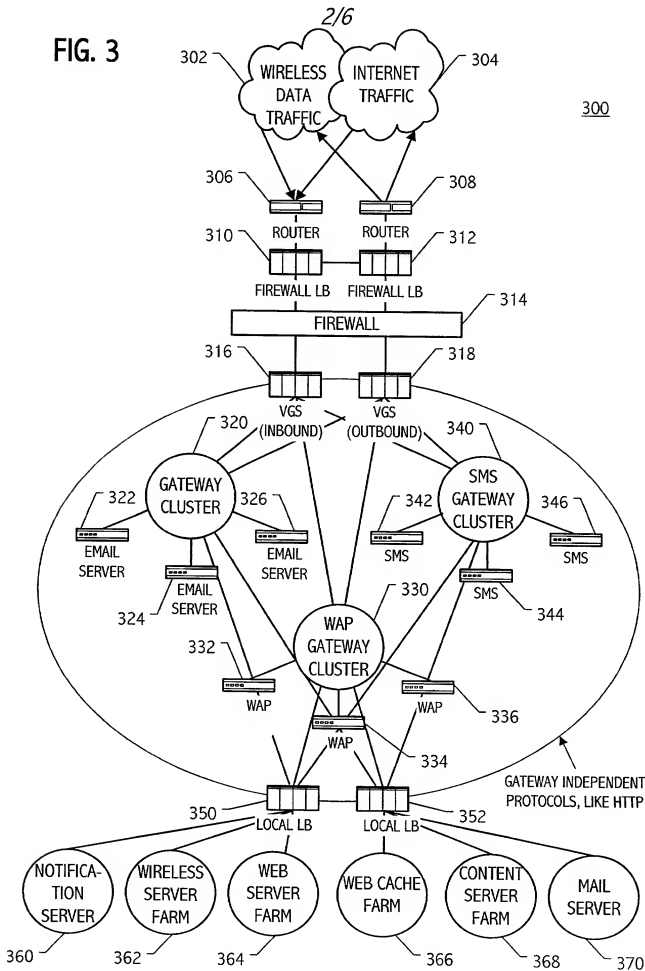 2/6
FIG. 3
302
WIRELESS
DATA
TRAFFIC
INTERNET
TRAFFIC
304
300
306
308
ROUTER
ROUTER
310
312
FIREWALL LB
FIREWALL LB
314
FIREWALL
316
318
VGS
(INBOUND)
VGS
(OUTBOUND)
320
340
GATEWAY
CLUSTER
SMS
GATEWAY
CLUSTER
322
326
342
346
EMAIL
SERVER
EMAIL
SERVER
SMS
SMS
EMAIL
SERVER
324
SMS
344
330
WAP
GATEWAY
CLUSTER
332
WAP
WAP
336
WAP
334
GATEWAY INDEPENDENT
PROTOCOLS, LIKE HTTP
350
352
LOCAL LB
LOCAL LB
NOTIFICA-
TION
SERVER
WIRELESS
SERVER
FARM
WEB
SERVER
FARM
WEB CACHE
FARM
CONTENT
SERVER
FARM
MAIL
SERVER
360
362
364
366
368
370